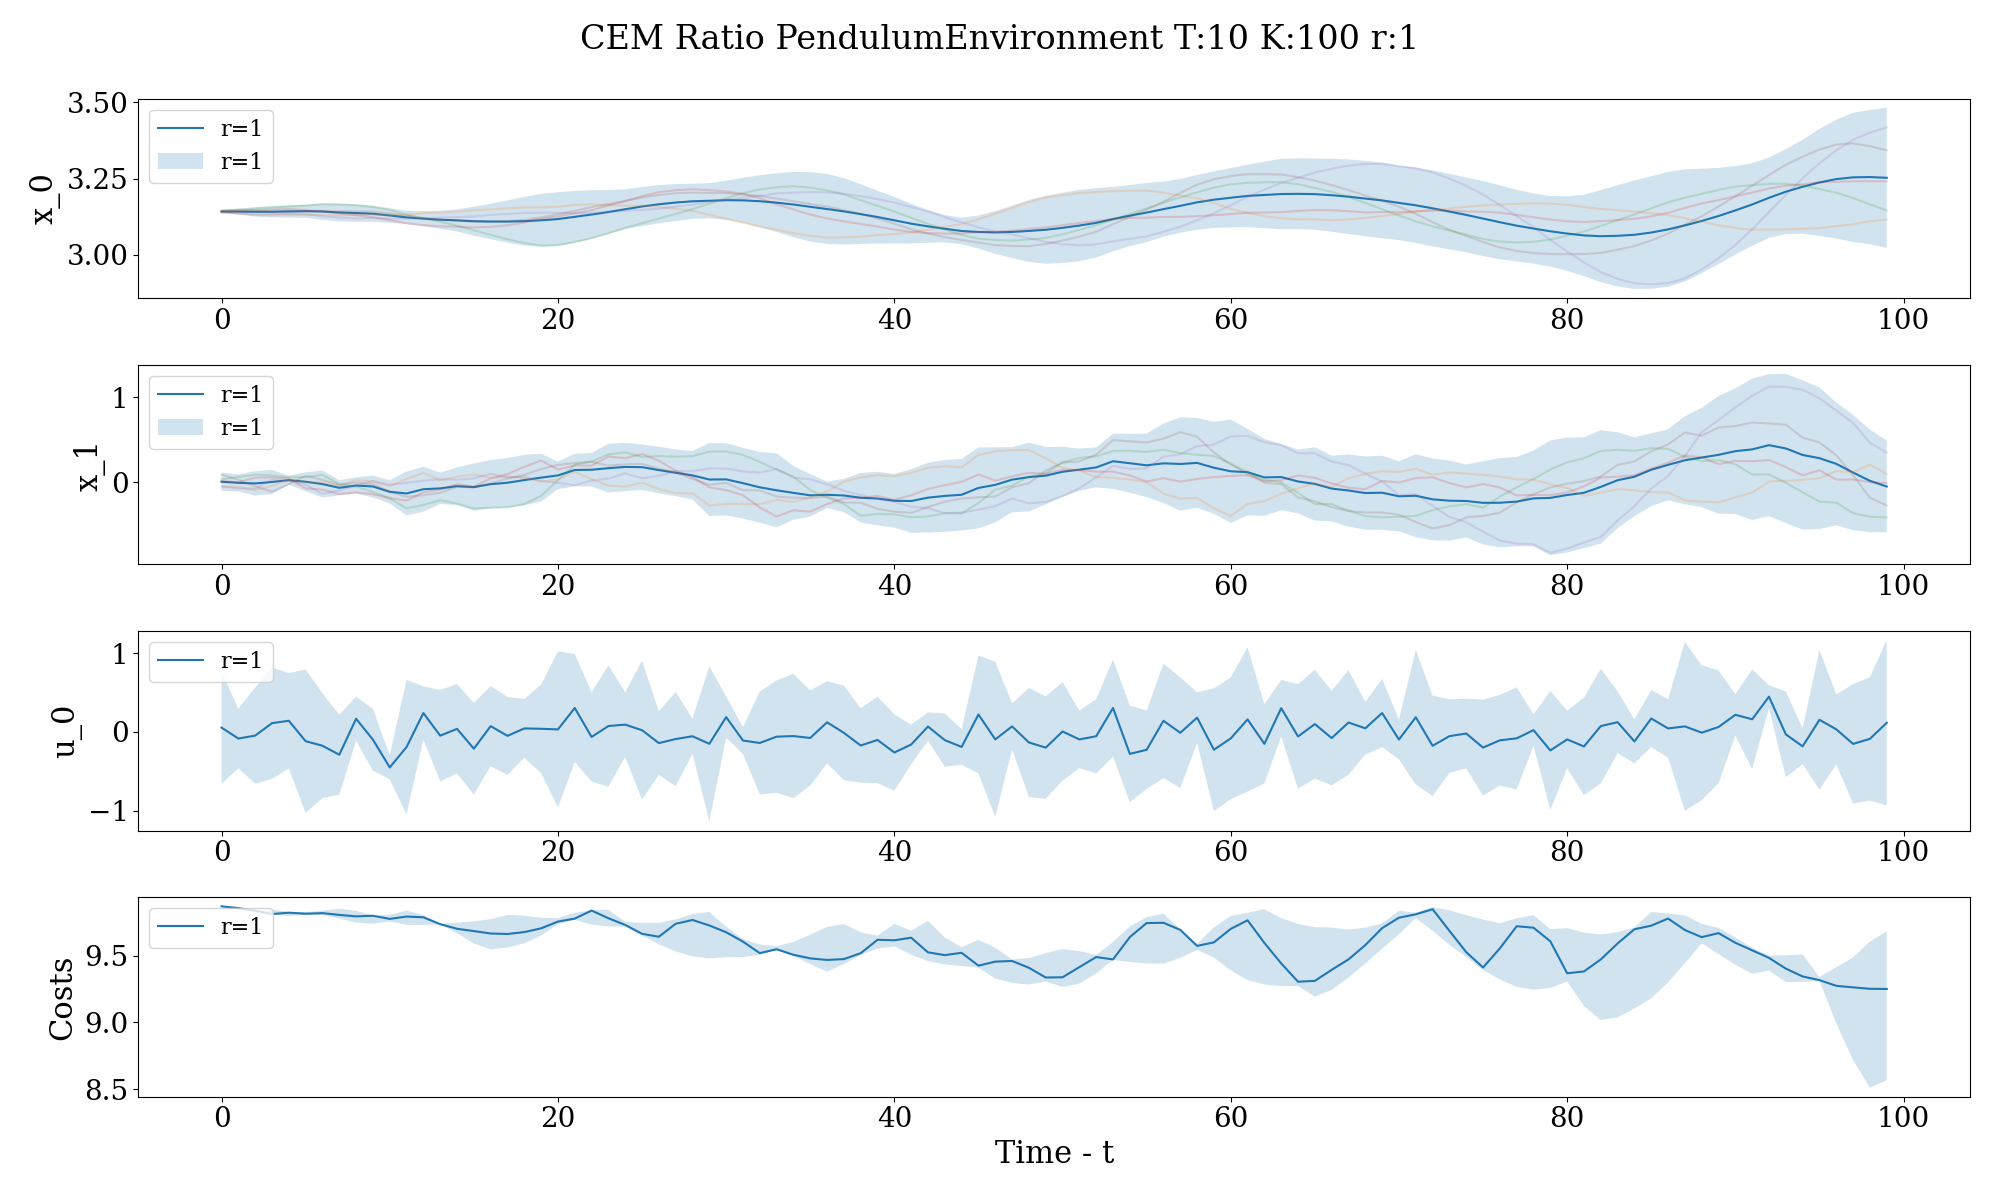 CEM Ratio PendulumEnvironment T:10 K:100 r:1
3.50
3.25
3.00
x_0
r=1
r=1
0 20 40 60 80 100
1
0
x_1
r=1
r=1
0 20 40 60 80 100
1
0
−1
u_0
r=1
0 20 40 60 80 100
9.5
9.0
8.5
Costs
r=1
0 20 40 60 80 100
Time - t